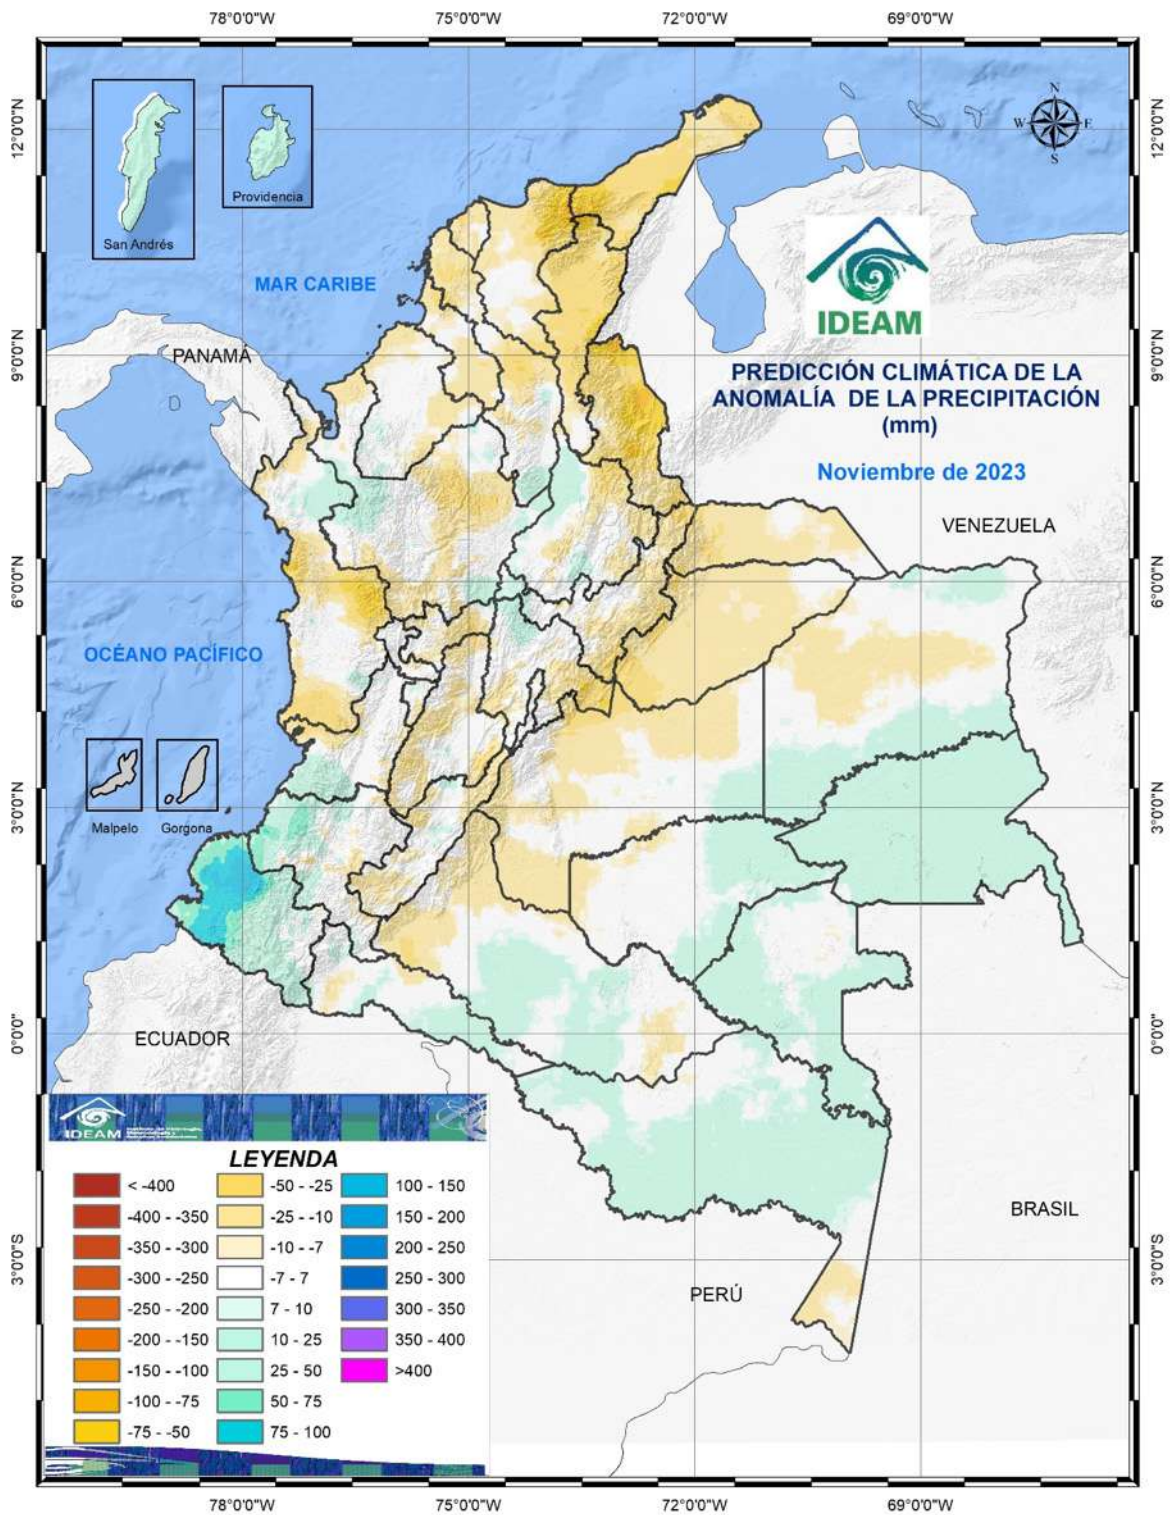 78°0'0"W
75°0'0"W
72°0'0"W
69°0'0"W
12°0'0"N
12°0'0"N
N
W
E
S
Providencia
San Andrés
MAR CARIBE
IDEAM
9°0'0"N
9°0'0"N
PANAMÁ
PREDICCIÓN CLIMÁTICA DE LA
ANOMALÍA DE LA PRECIPITACIÓN
(mm)
Noviembre de 2023
VENEZUELA
6°0'0"N
6°0'0"N
OCÉANO PACÍFICO
3°0'0"N
3°0'0"N
Malpelo
Gorgona
0°0'0"
0°0'0"
ECUADOR
IDEAM
LEYENDA
< -400
-400 - -350
-350 - -300
-300 - -250
-250 - -200
-200 - -150
-150 - -100
-100 - -75
-75 - -50
-50 - -25
-25 - -10
-10 - -7
-7 - 7
7 - 10
10 - 25
25 - 50
50 - 75
75 - 100
100 - 150
150 - 200
200 - 250
250 - 300
300 - 350
350 - 400
>400
BRASIL
3°0'0"S
3°0'0"S
PERÚ
78°0'0"W
75°0'0"W
72°0'0"W
69°0'0"W